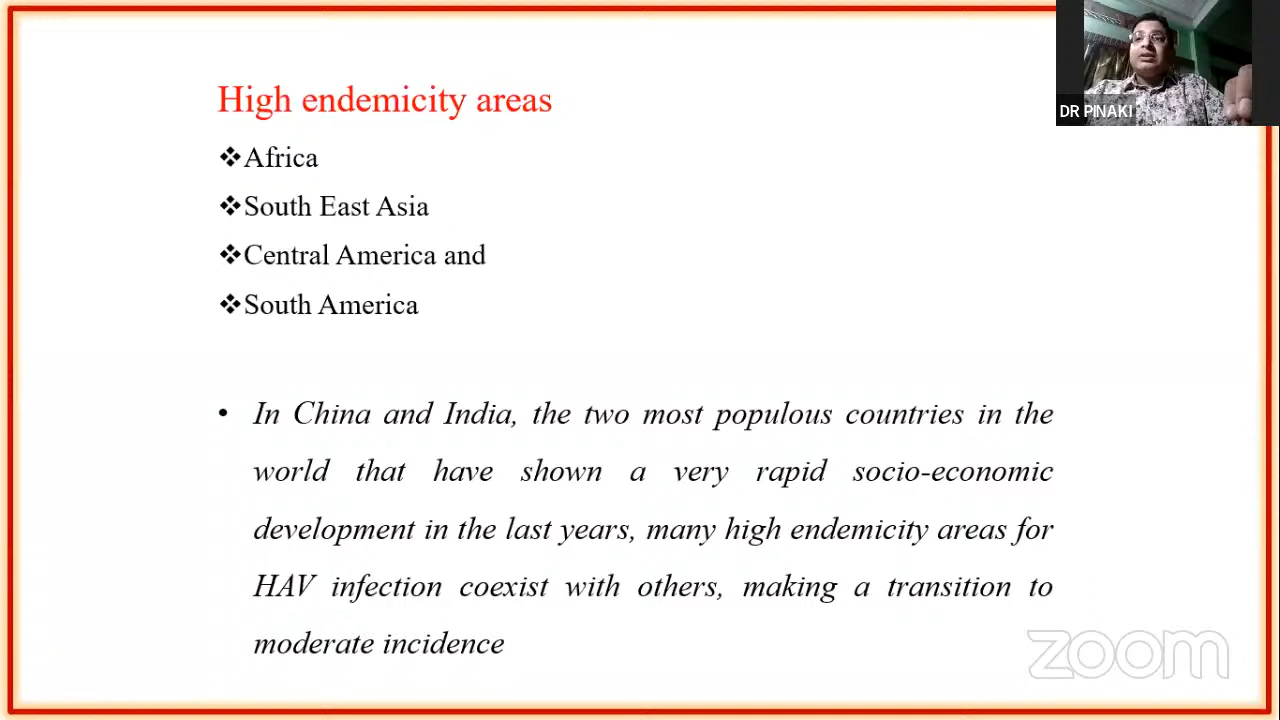 High endemicity areas
❖Africa
❖South East Asia
❖Central America and
❖South America
• In China and India, the two most populous countries in the
world that have shown a very rapid socio-economic
development in the last years, many high endemicity areas for
HAV infection coexist with others, making a transition to
moderate incidence
DR PINAKI
zoom